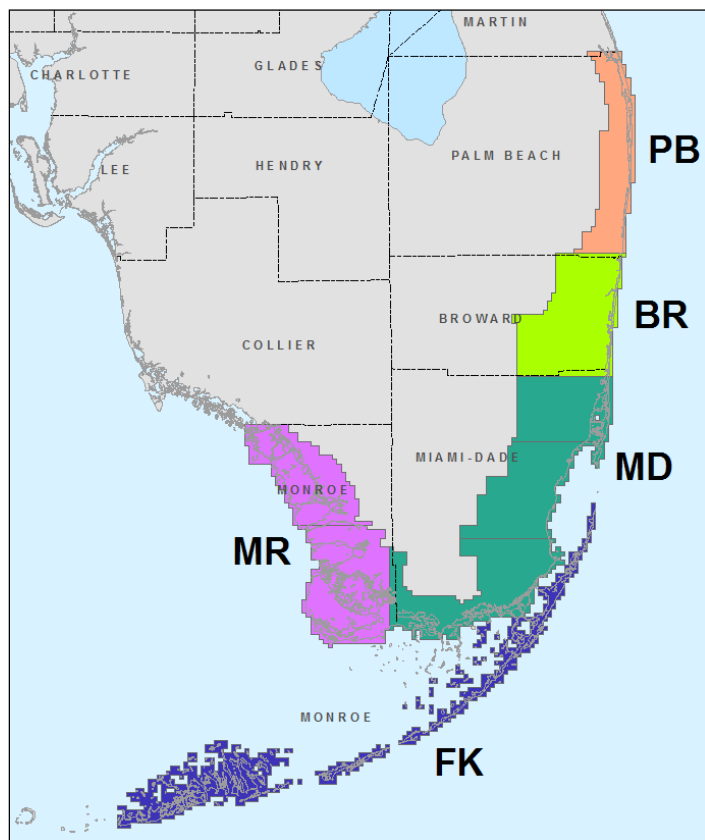 MARTIN
GLADES
CHARLOTTE
PB
PALM BEACH
HENDRY
LEE
BR
BROWARD
COLLIER
MIAMI-DADE
MD
MONROE
MR
MONROE
FK